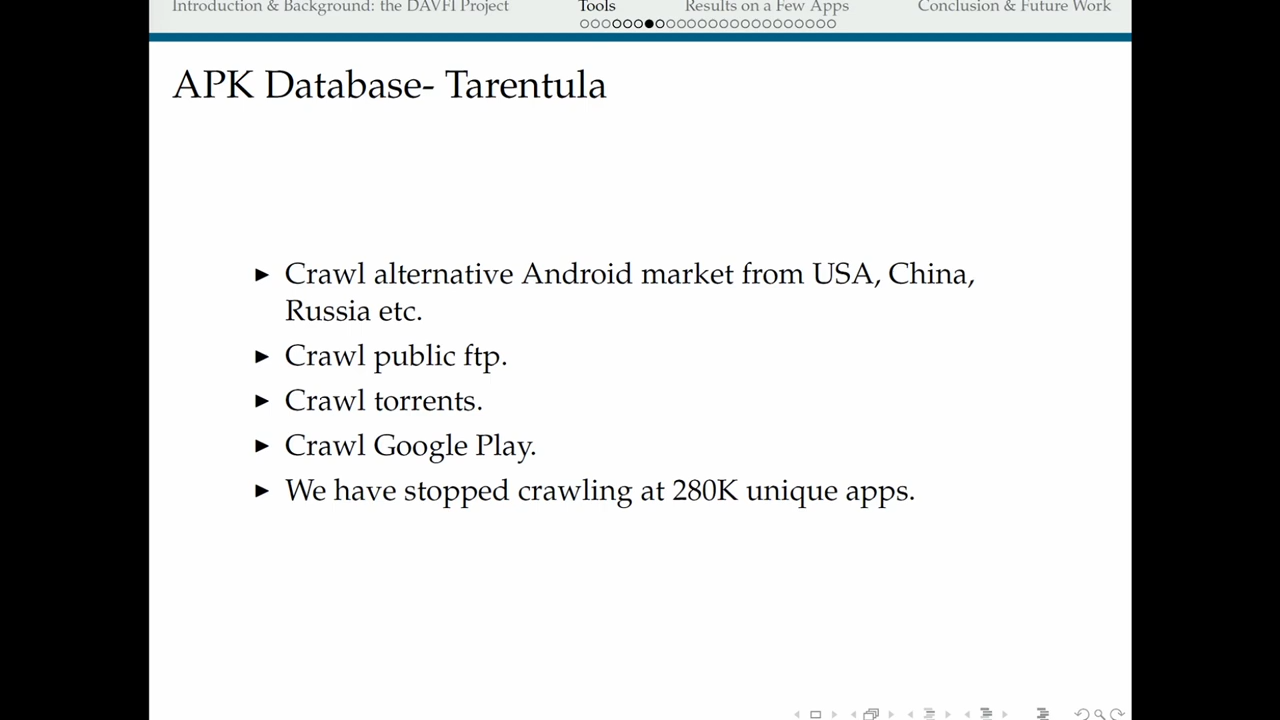 Introduction & Background: the DAVFI Project Tools Results on a Few Apps Conclusion & Future Work
APK Database- Tarentula
Crawl alternative Android market from USA, China,
Russia etc.
Crawl public ftp.
Crawl torrents.
Crawl Google Play.
We have stopped crawling at 280K unique apps.